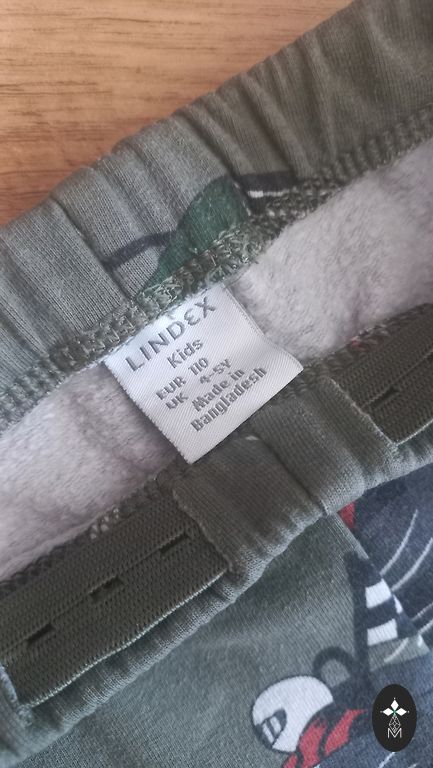 LINDEX
Kids
EUR 110
UK 4-5Y
Made in
Bangladesh